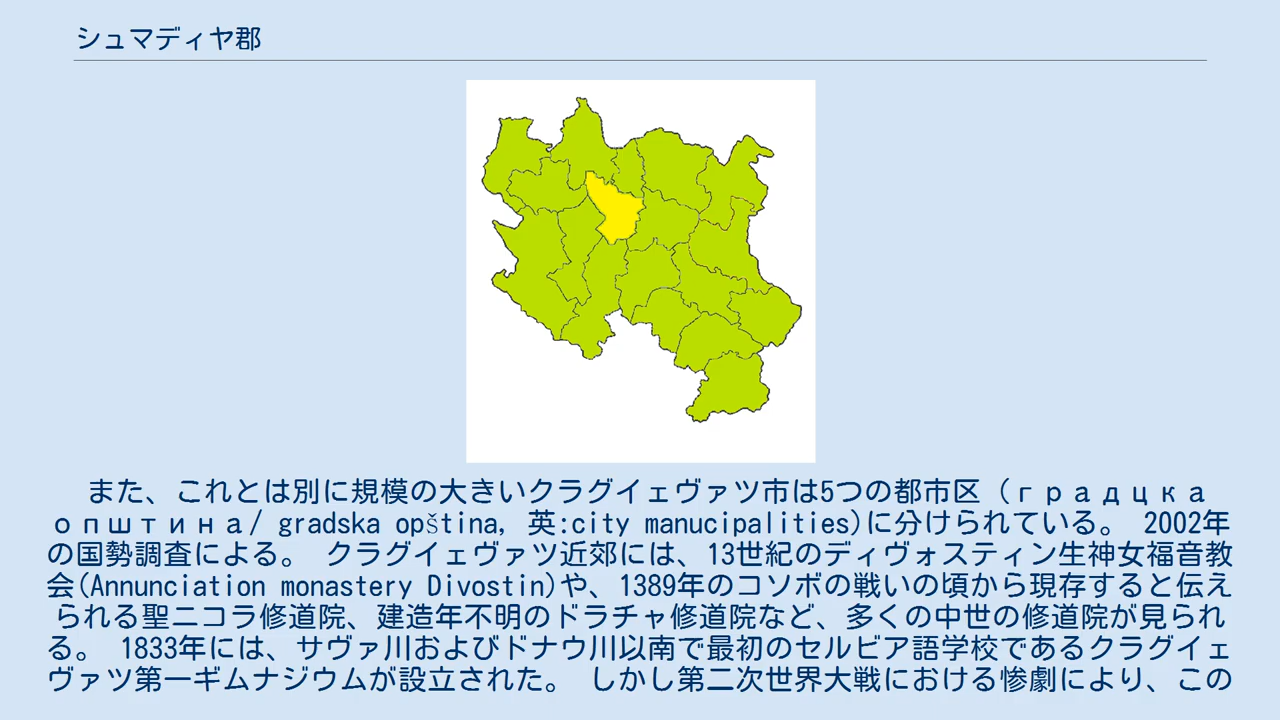 シュマディヤ郡
また、これとは別に規模の大きいクラグイェヴァツ市は5つの都市区（градцка
општина/ gradska opština, 英:city manucipalities)に分けられている。 2002年
の国勢調査による。 クラグイェヴァツ近郊には、13世紀のディヴォスティン生神女福音教
会(Annunciation monastery Divostin)や、1389年のコソボの戦いの頃から現存すると伝え
られる聖ニコラ修道院、建造年不明のドラチャ修道院など、多くの中世の修道院が見られ
る。 1833年には、サヴァ川およびドナウ川以南で最初のセルビア語学校であるクラグイェ
ヴァツ第一ギムナジウムが設立された。 しかし第二次世界大戦における惨劇により、この